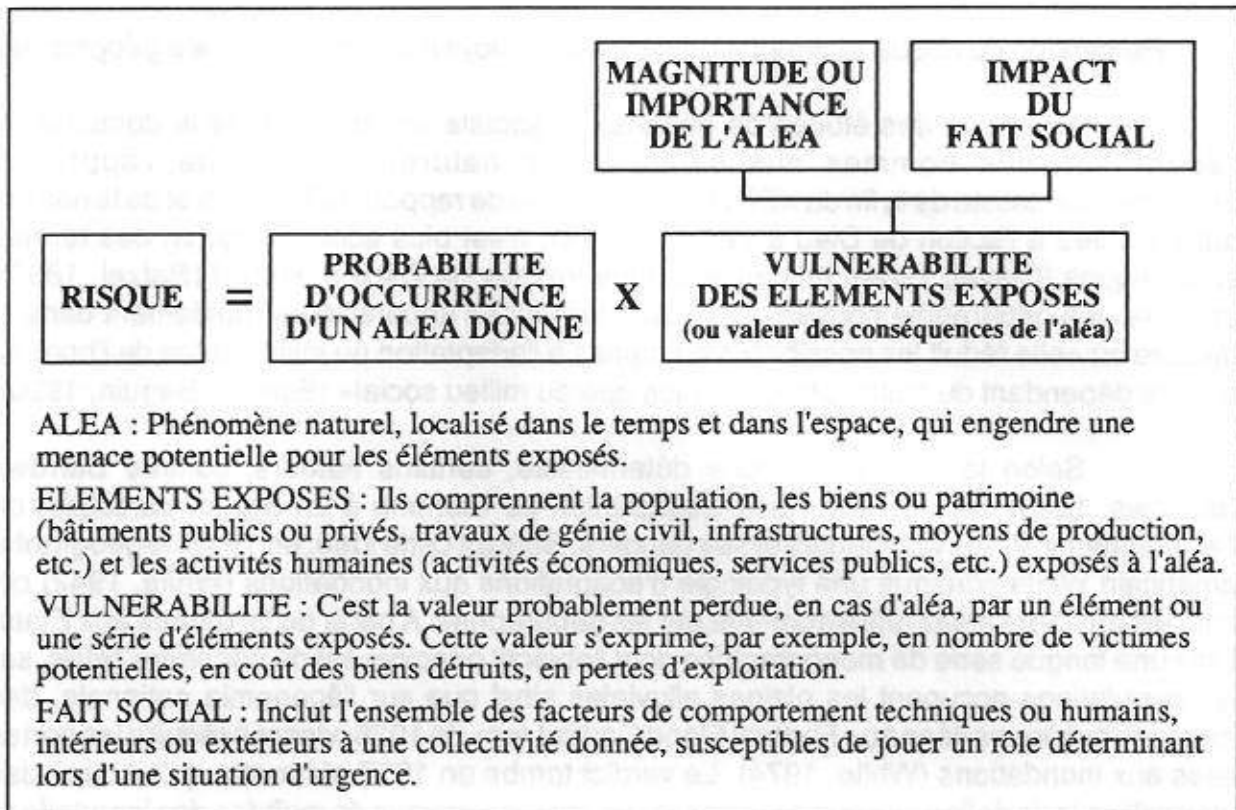 MAGNITUDE OU
IMPORTANCE
DE L'ALEA
IMPACT
DU
FAIT SOCIAL
RISQUE
=
PROBABILITE
D'OCCURRENCE
D'UN ALEA DONNE
X
VULNERABILITE
DES ELEMENTS EXPOSES
(ou valeur des conséquences de l'aléa)
ALEA : Phénomène naturel, localisé dans le temps et dans l'espace, qui engendre une
menace potentielle pour les éléments exposés.
ELEMENTS EXPOSES : Ils comprennent la population, les biens ou patrimoine
(bâtiments publics ou privés, travaux de génie civil, infrastructures, moyens de production,
etc.) et les activités humaines (activités économiques, services publics, etc.) exposés à l'aléa.
VULNERABILITE : C'est la valeur probablement perdue, en cas d'aléa, par un élément ou
une série d'éléments exposés. Cette valeur s'exprime, par exemple, en nombre de victimes
potentielles, en coût des biens détruits, en pertes d'exploitation.
FAIT SOCIAL : Inclut l'ensemble des facteurs de comportement techniques ou humains,
intérieurs ou extérieurs à une collectivité donnée, susceptibles de jouer un rôle déterminant
lors d'une situation d'urgence.